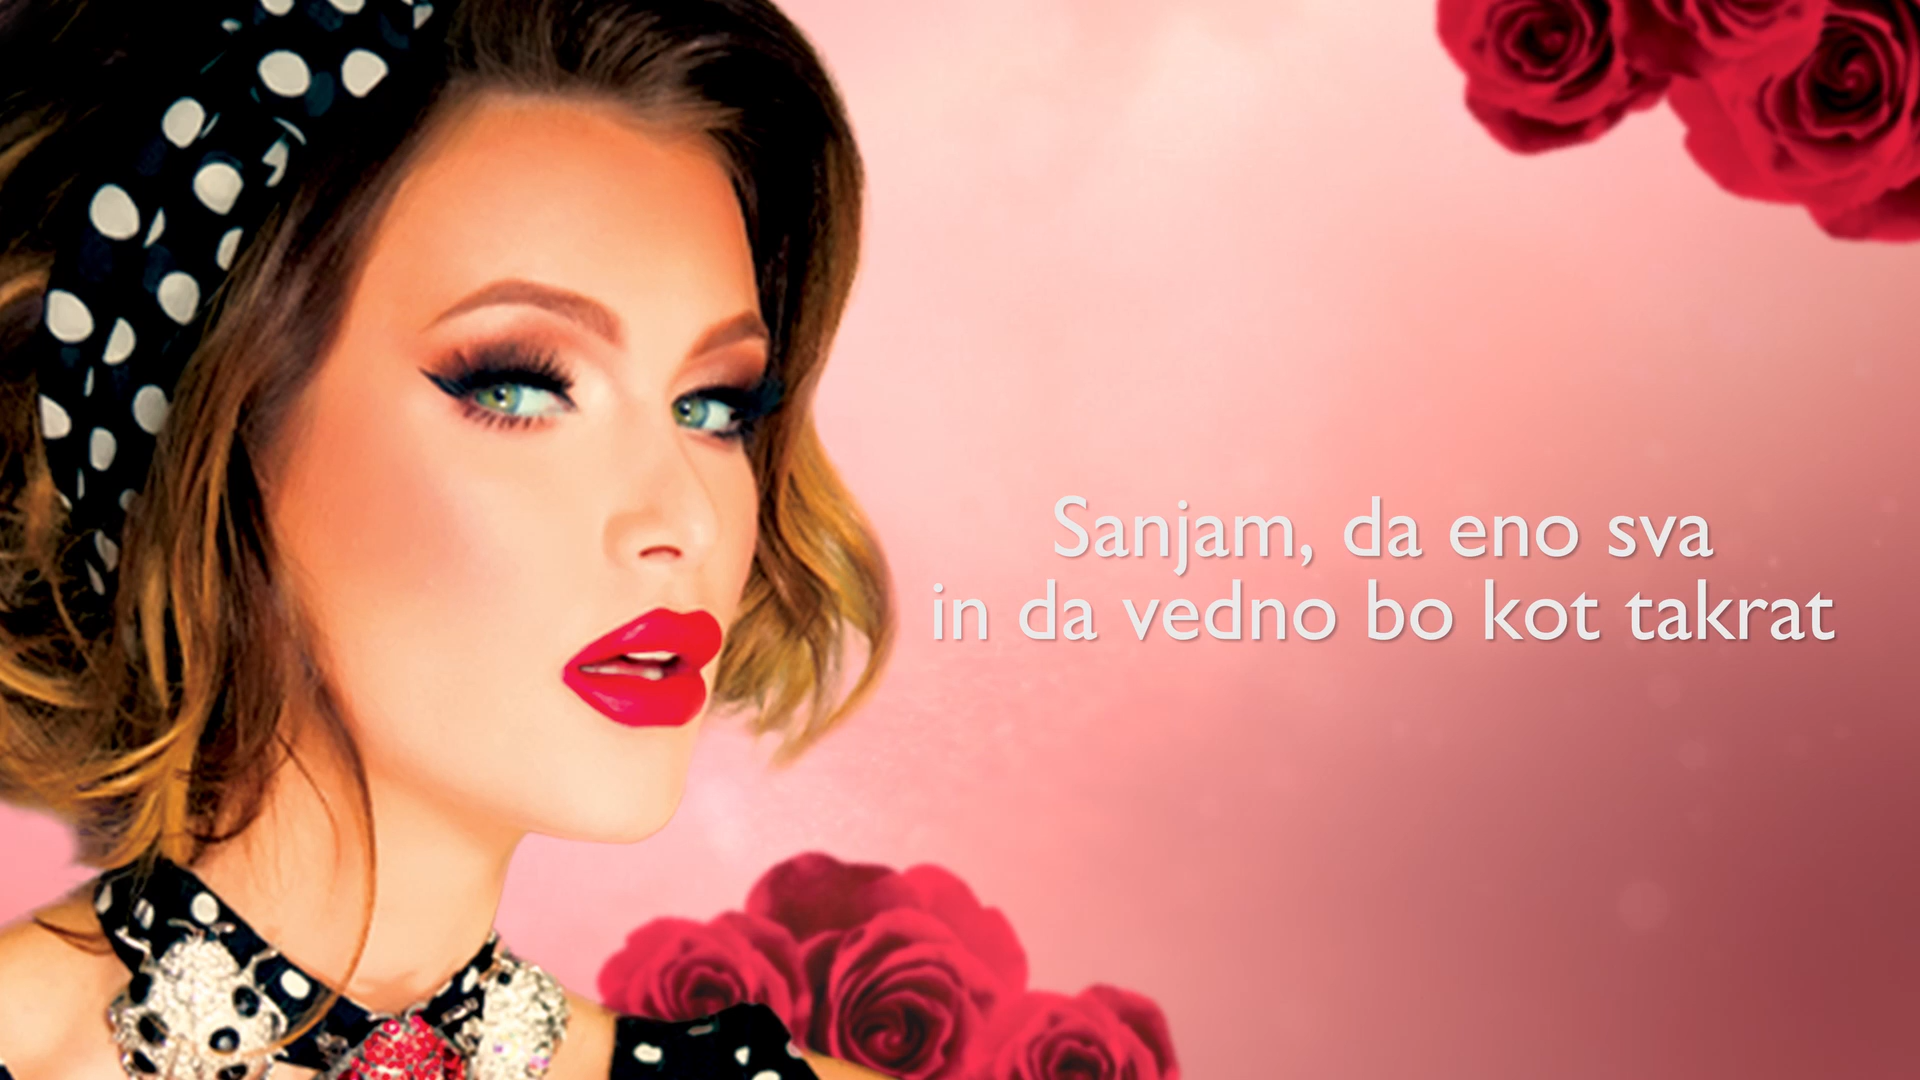 Sanjam, da eno sva
in da vedno bo kot takrat